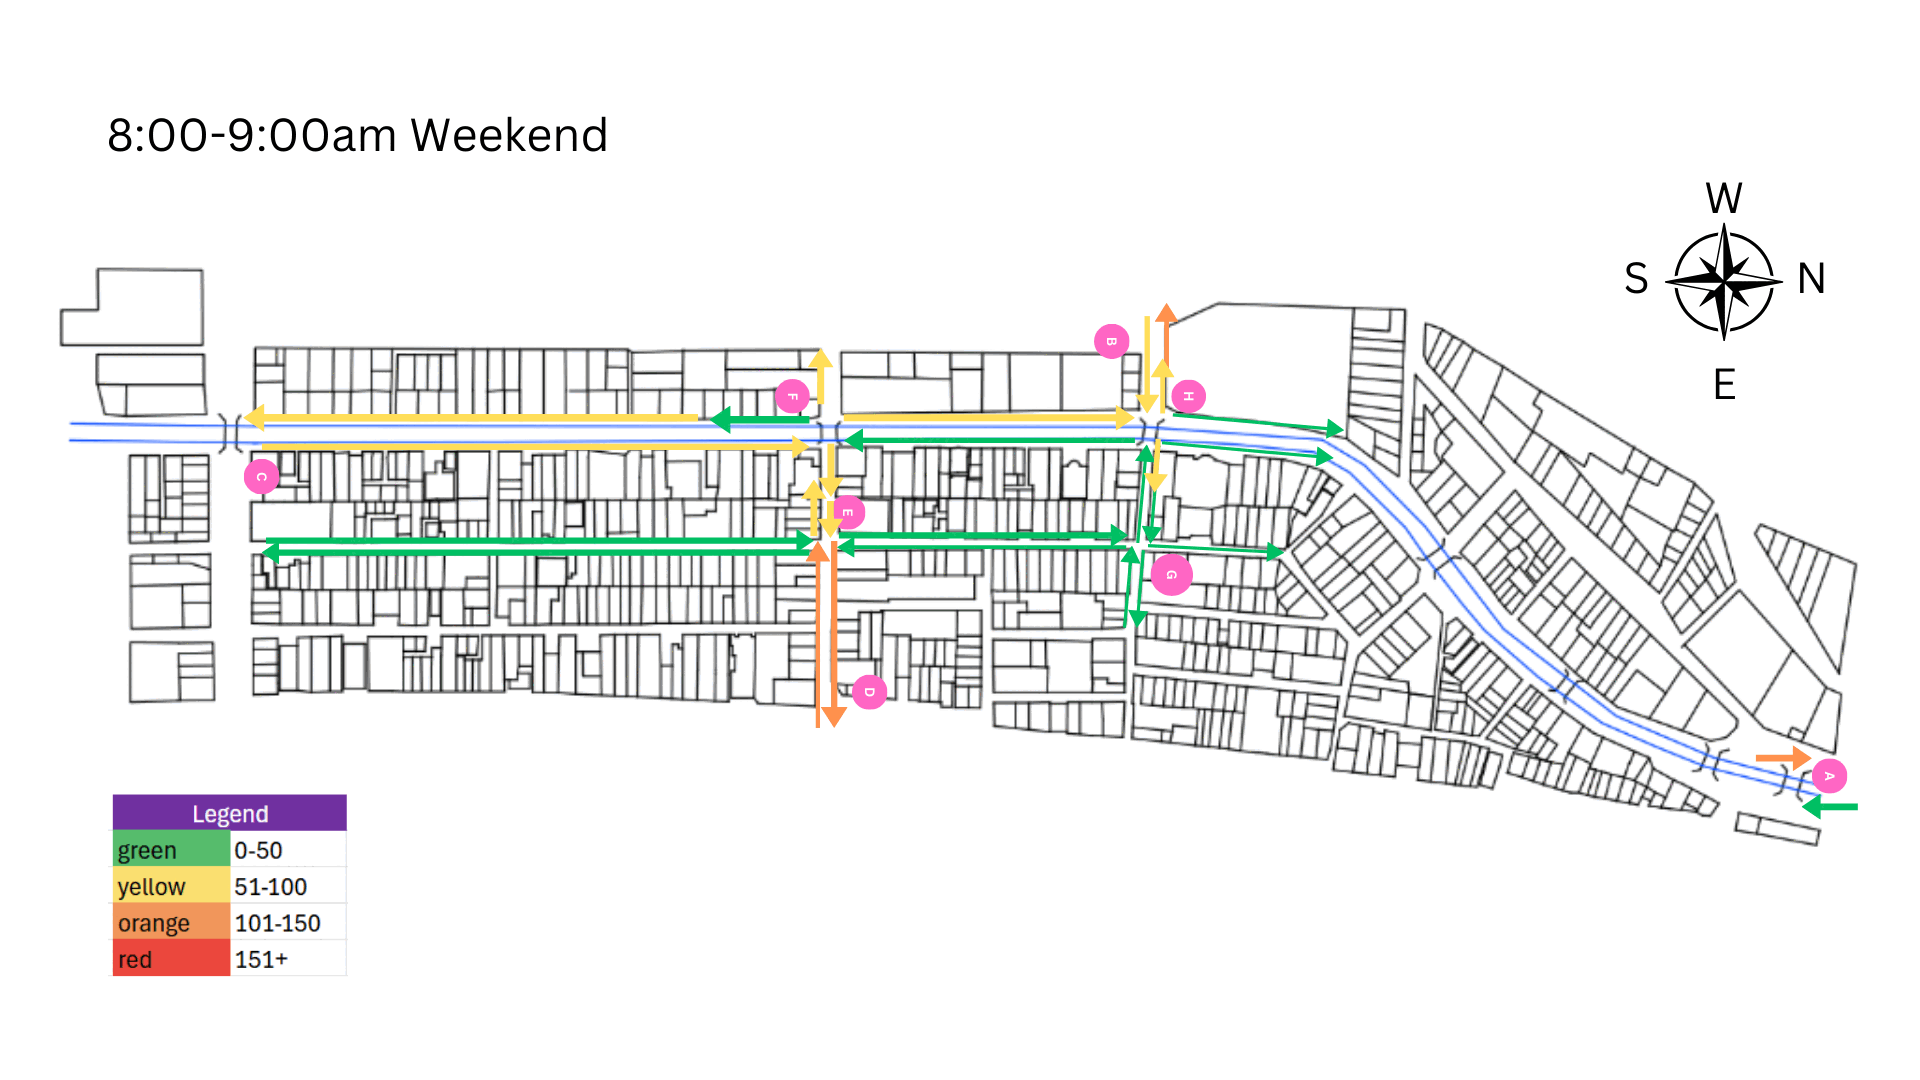 8:00-9:00am Weekend
W
S
N
E
B
F
H
C
E
G
D
A
Legend
green 0-50
yellow 51-100
orange 101-150
red 151+